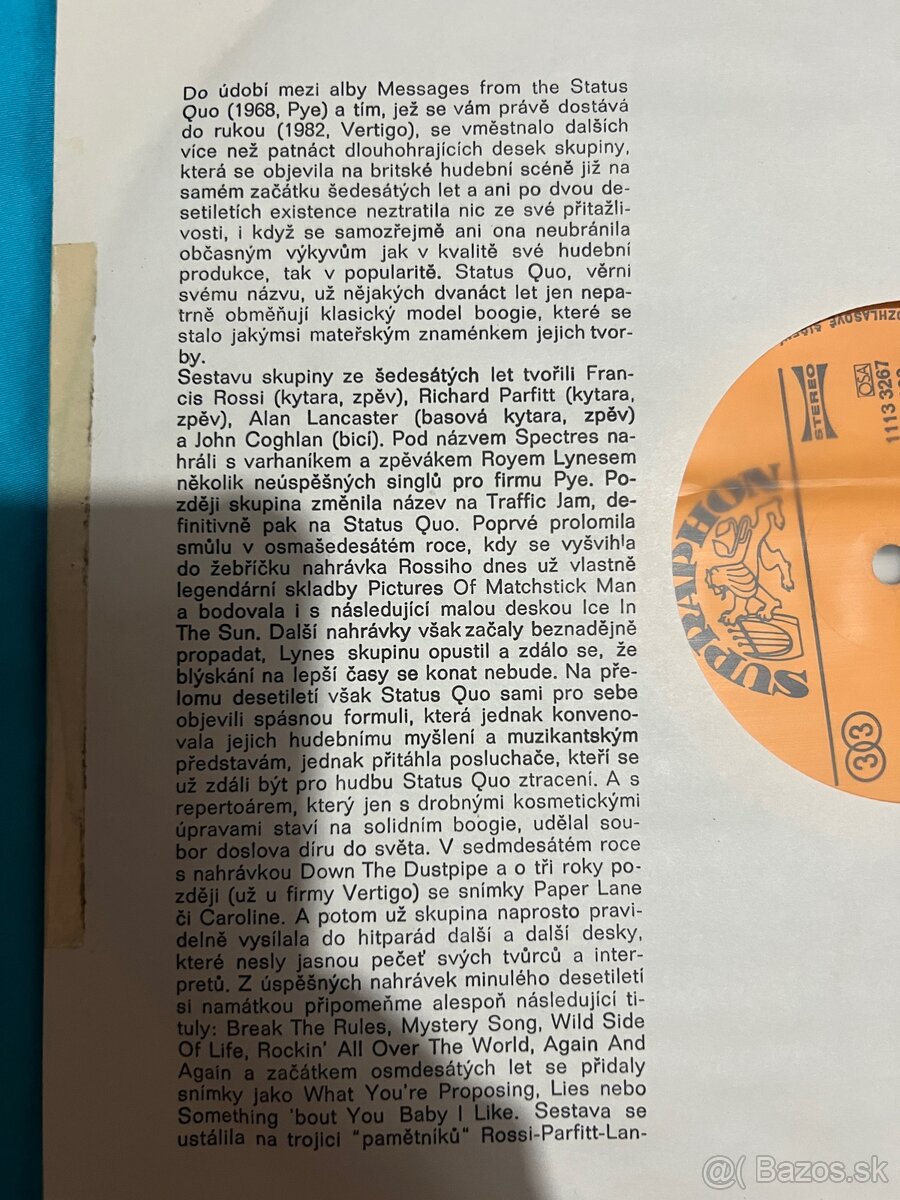 Do údobí mezi alby Messages from the Status
Quo (1968, Pye) a tím, jež se vám právě dostává
do rukou (1982, Vertigo), se vměstnalo dalších
více než patnáct dlouhohrajících desek skupiny,
která se objevila na britské hudební scéně již na
samém začátku šedesátých let a ani po dvou de-
setiletích existence neztratila nic ze své přitažli-
vosti, i když se samozřejmě ani ona neubránila
občasným výkyvům jak v kvalitě své hudební
produkce, tak v popularitě. Status Quo, věrni
svému názvu, už nějakých dvanáct let jen nepa-
trně obměňují klasický model boogie, které se
stalo jakýmsi mateřským znaménkem jejich tvor-
by.
Sestavu skupiny ze šedesátých let tvořili Fran-
cis Rossi (kytara, zpěv), Richard Parfitt (kytara,
zpěv), Alan Lancaster (basová kytara, zpěv)
a John Coghlan (bicí). Pod názvem Spectres na-
hráli s varhaníkem a zpěvákem Royem Lynesem
několik neúspěšných singlů pro firmu Pye. Po-
zději skupina změnila název na Traffic Jam, de-
finitivně pak na Status Quo. Poprvé prolomila
smůlu v osmašedesátém roce, kdy se vyšvihla
do žebříčku nahrávka Rossiho dnes už vlastně
legendární skladby Pictures Of Matchstick Man
a bodovala i s následující malou deskou Ice In
The Sun. Další nahrávky však začaly beznadějně
propadat, Lynes skupinu opustil a zdálo se, že
blýskání na lepší časy se konat nebude. Na pře-
lomu desetiletí však Status Quo sami pro sebe
objevili spásnou formuli, která jednak konveno-
vala jejich hudebnímu myšlení a muzikantským
představám, jednak přitáhla posluchače, kteří se
už zdáli být pro hudbu Status Quo ztraceni. A s
repertoárem, který jen s drobnými kosmetickými
úpravami staví na solidním boogie, udělal sou-
bor doslova díru do světa. V sedmdesátém roce
s nahrávkou Down The Dustpipe a o tři roky po-
zději (už u firmy Vertigo) se snímky Paper Lane
či Caroline. A potom už skupina naprosto pravi-
delně vysílala do hitparád další a další desky,
které nesly jasnou pečeť svých tvůrců a inter-
pretů. Z úspěšných nahrávek minulého desetiletí
si namátkou připomeňme alespoň následující ti-
tuly: Break The Rules, Mystery Song, Wild Side
Of Life, Rockin' All Over The World, Again And
Again a začátkem osmdesátých let se přidaly
snímky jako What You're Proposing, Lies nebo
Something 'bout You Baby I Like. Sestava se
ustálila na trojici "pamětníků" Rossi-Parfitt-Lan-
SUPRAPHON
STEREO
OSA
1113 3267
33
@( Bazos.sk